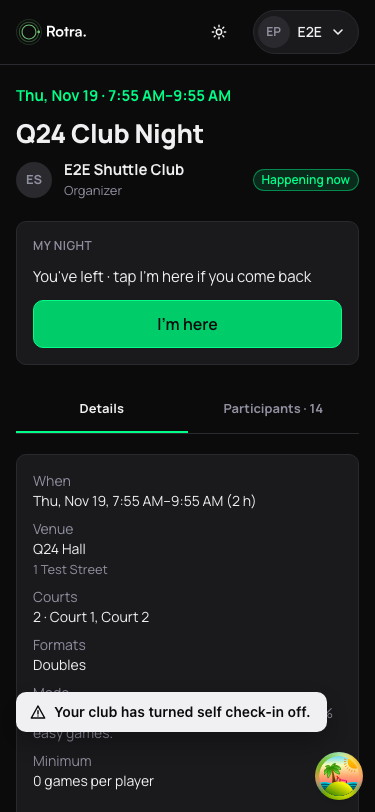 Rotra.
EP E2E
Thu, Nov 19 · 7:55 AM–9:55 AM
Q24 Club Night
ES
E2E Shuttle Club
Organizer
Happening now
MY NIGHT
You've left · tap I'm here if you come back
I'm here
Details
Participants · 14
When
Thu, Nov 19, 7:55 AM–9:55 AM (2 h)
Venue
Q24 Hall
1 Test Street
Courts
2 · Court 1, Court 2
Formats
Doubles
Your club has turned self check-in off.
easy games.
Minimum
0 games per player